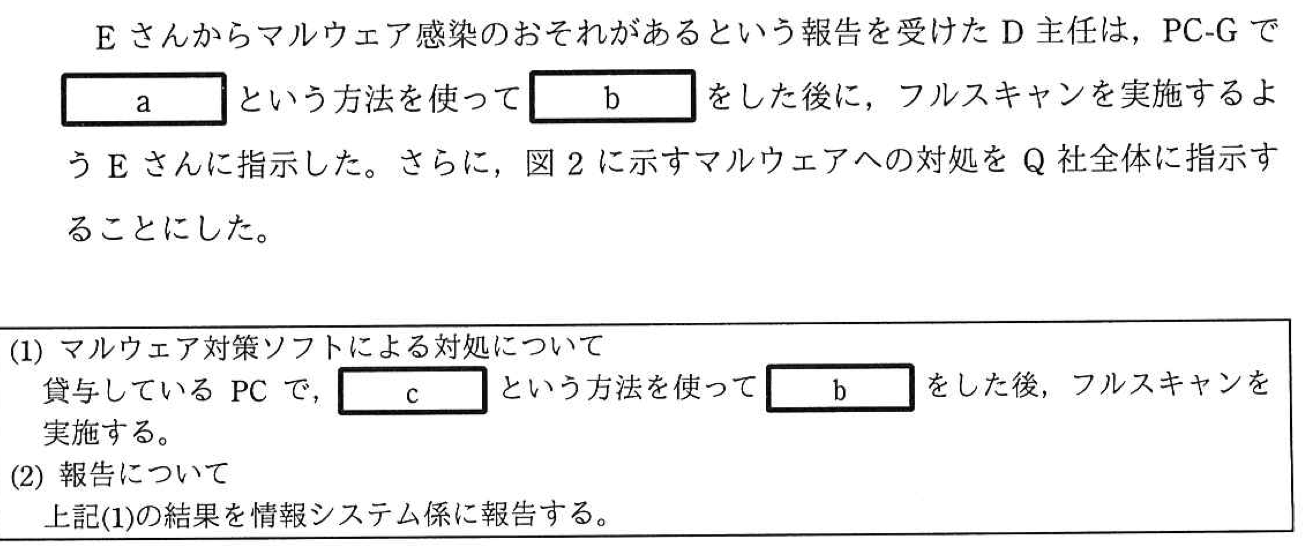 E さんからマルウェア感染のおそれがあるという報告を受けた D 主任は，PC-G で
a という方法を使って b をした後に，フルスキャンを実施するよ
う E さんに指示した。さらに，図 2 に示すマルウェアへの対処を Q 社全体に指示す
ることにした。
(1) マルウェア対策ソフトによる対処について
貸与している PC で， c という方法を使って b をした後，フルスキャンを
実施する。
(2) 報告について
上記(1)の結果を情報システム係に報告する。